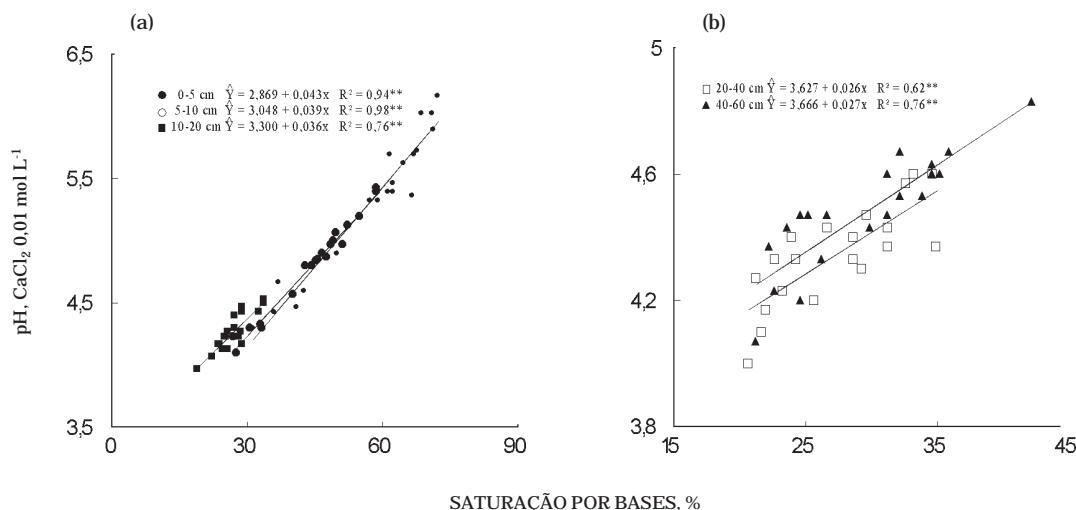 (a)
6,5
● 0-5 cm Ŷ = 2,869 + 0,043x R² = 0,94**
○ 5-10 cm Ŷ = 3,048 + 0,039x R² = 0,98**
■ 10-20 cm Ŷ = 3,300 + 0,036x R² = 0,76**
5,5
4,5
3,5
0
30
60
90
pH, CaCl₂ 0,01 mol L⁻¹
(b)
5
□ 20-40 cm Ŷ = 3,627 + 0,026x R² = 0,62**
▲ 40-60 cm Ŷ = 3,666 + 0,027x R² = 0,76**
4,6
4,2
3,8
15
25
35
45
SATURAÇÃO POR BASES, %